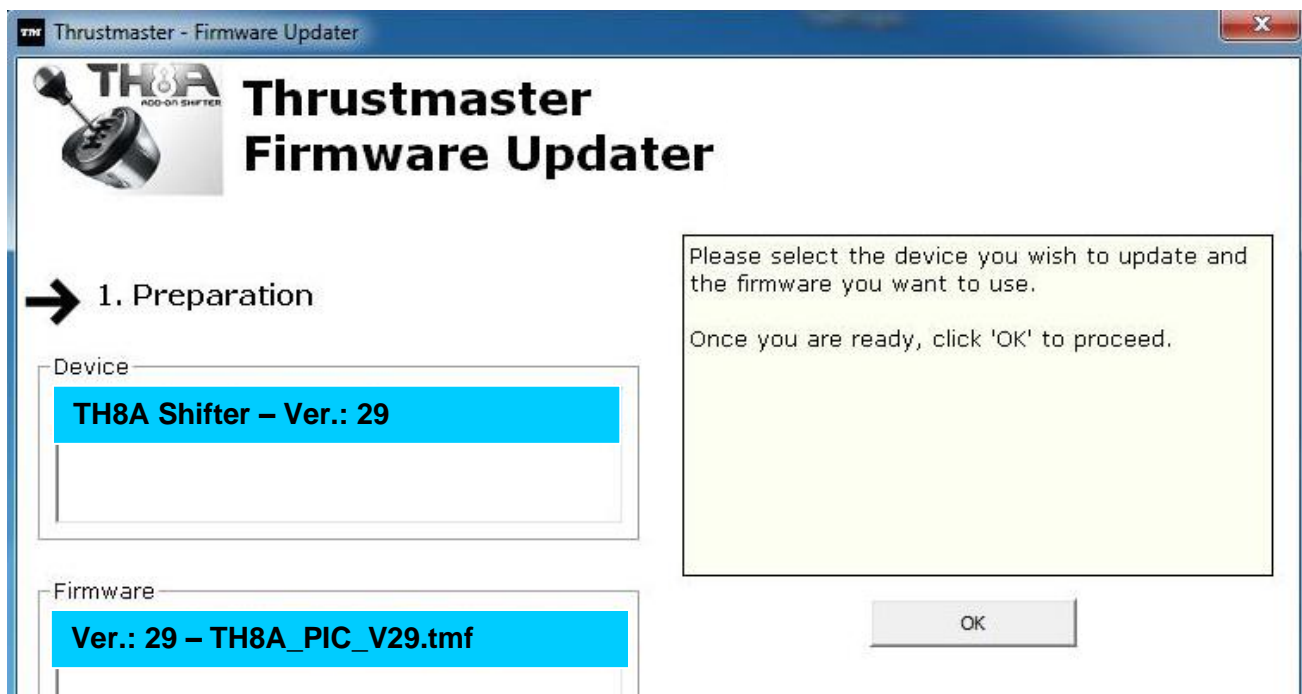 Thrustmaster - Firmware Updater
TH8A
ADD-ON SHIFTER
Thrustmaster
Firmware Updater
1. Preparation
Please select the device you wish to update and
the firmware you want to use.
Once you are ready, click 'OK' to proceed.
Device
TH8A Shifter – Ver.: 29
Firmware
Ver.: 29 – TH8A_PIC_V29.tmf
OK